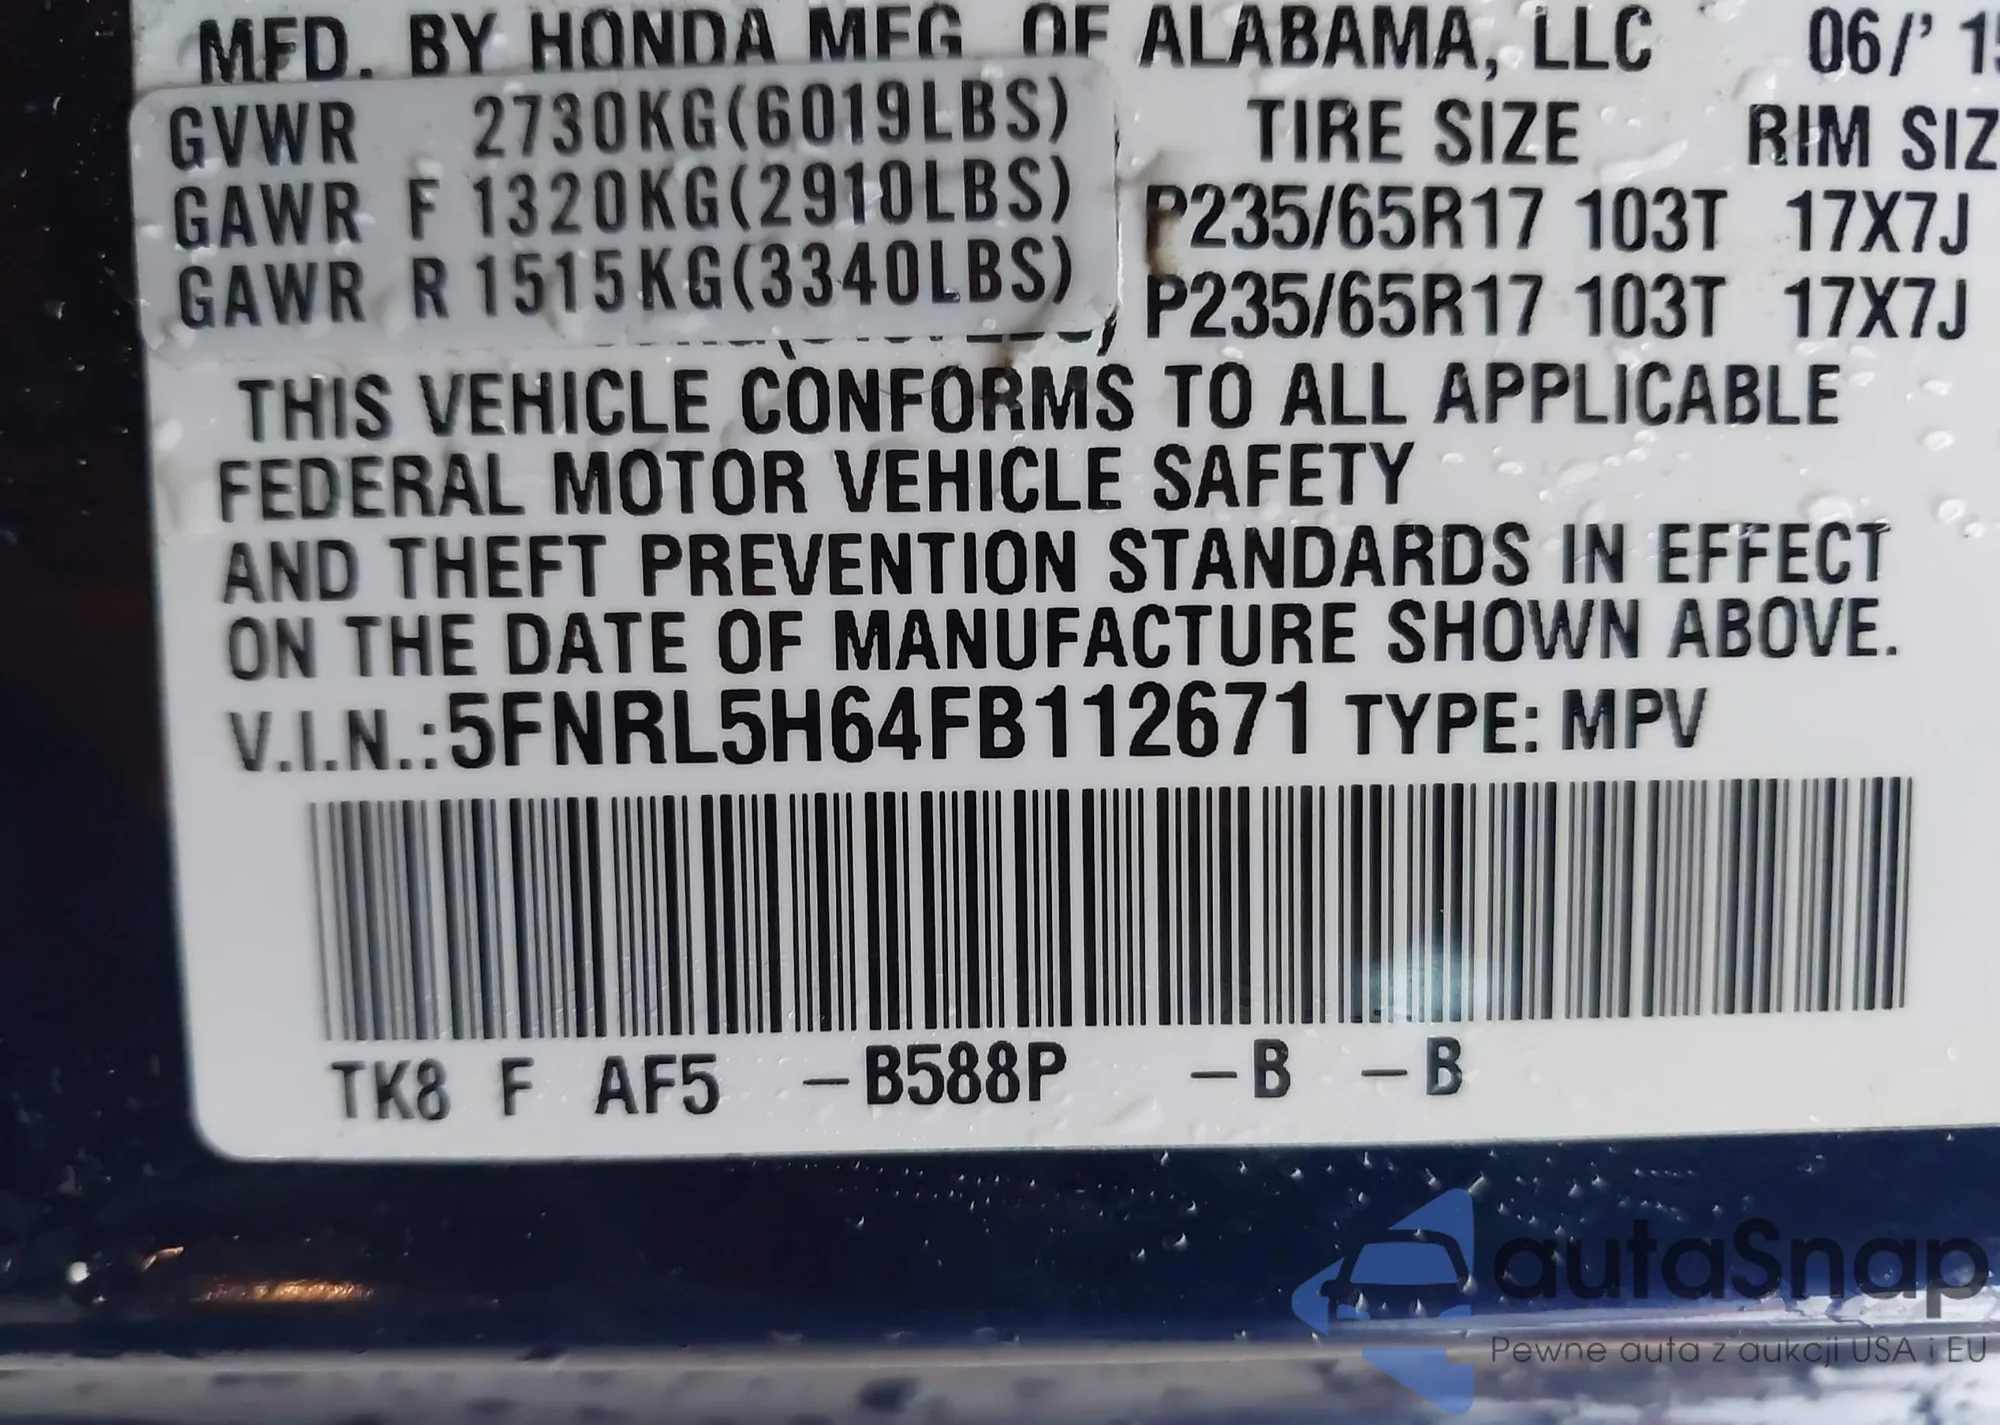 MFD. BY HONDA MFG. OF ALABAMA, LLC 06/'15
GVWR 2730KG(6019LBS) TIRE SIZE RIM SIZ
GAWR F 1320KG(2910LBS) P235/65R17 103T 17X7J
GAWR R 1515KG(3340LBS) P235/65R17 103T 17X7J
THIS VEHICLE CONFORMS TO ALL APPLICABLE
FEDERAL MOTOR VEHICLE SAFETY
AND THEFT PREVENTION STANDARDS IN EFFECT
ON THE DATE OF MANUFACTURE SHOWN ABOVE.
V.I.N.:5FNRL5H64FB112671 TYPE: MPV
TK8 F AF5 –B588P –B –B
autaSnap
Pewne auta z aukcji USA i EU